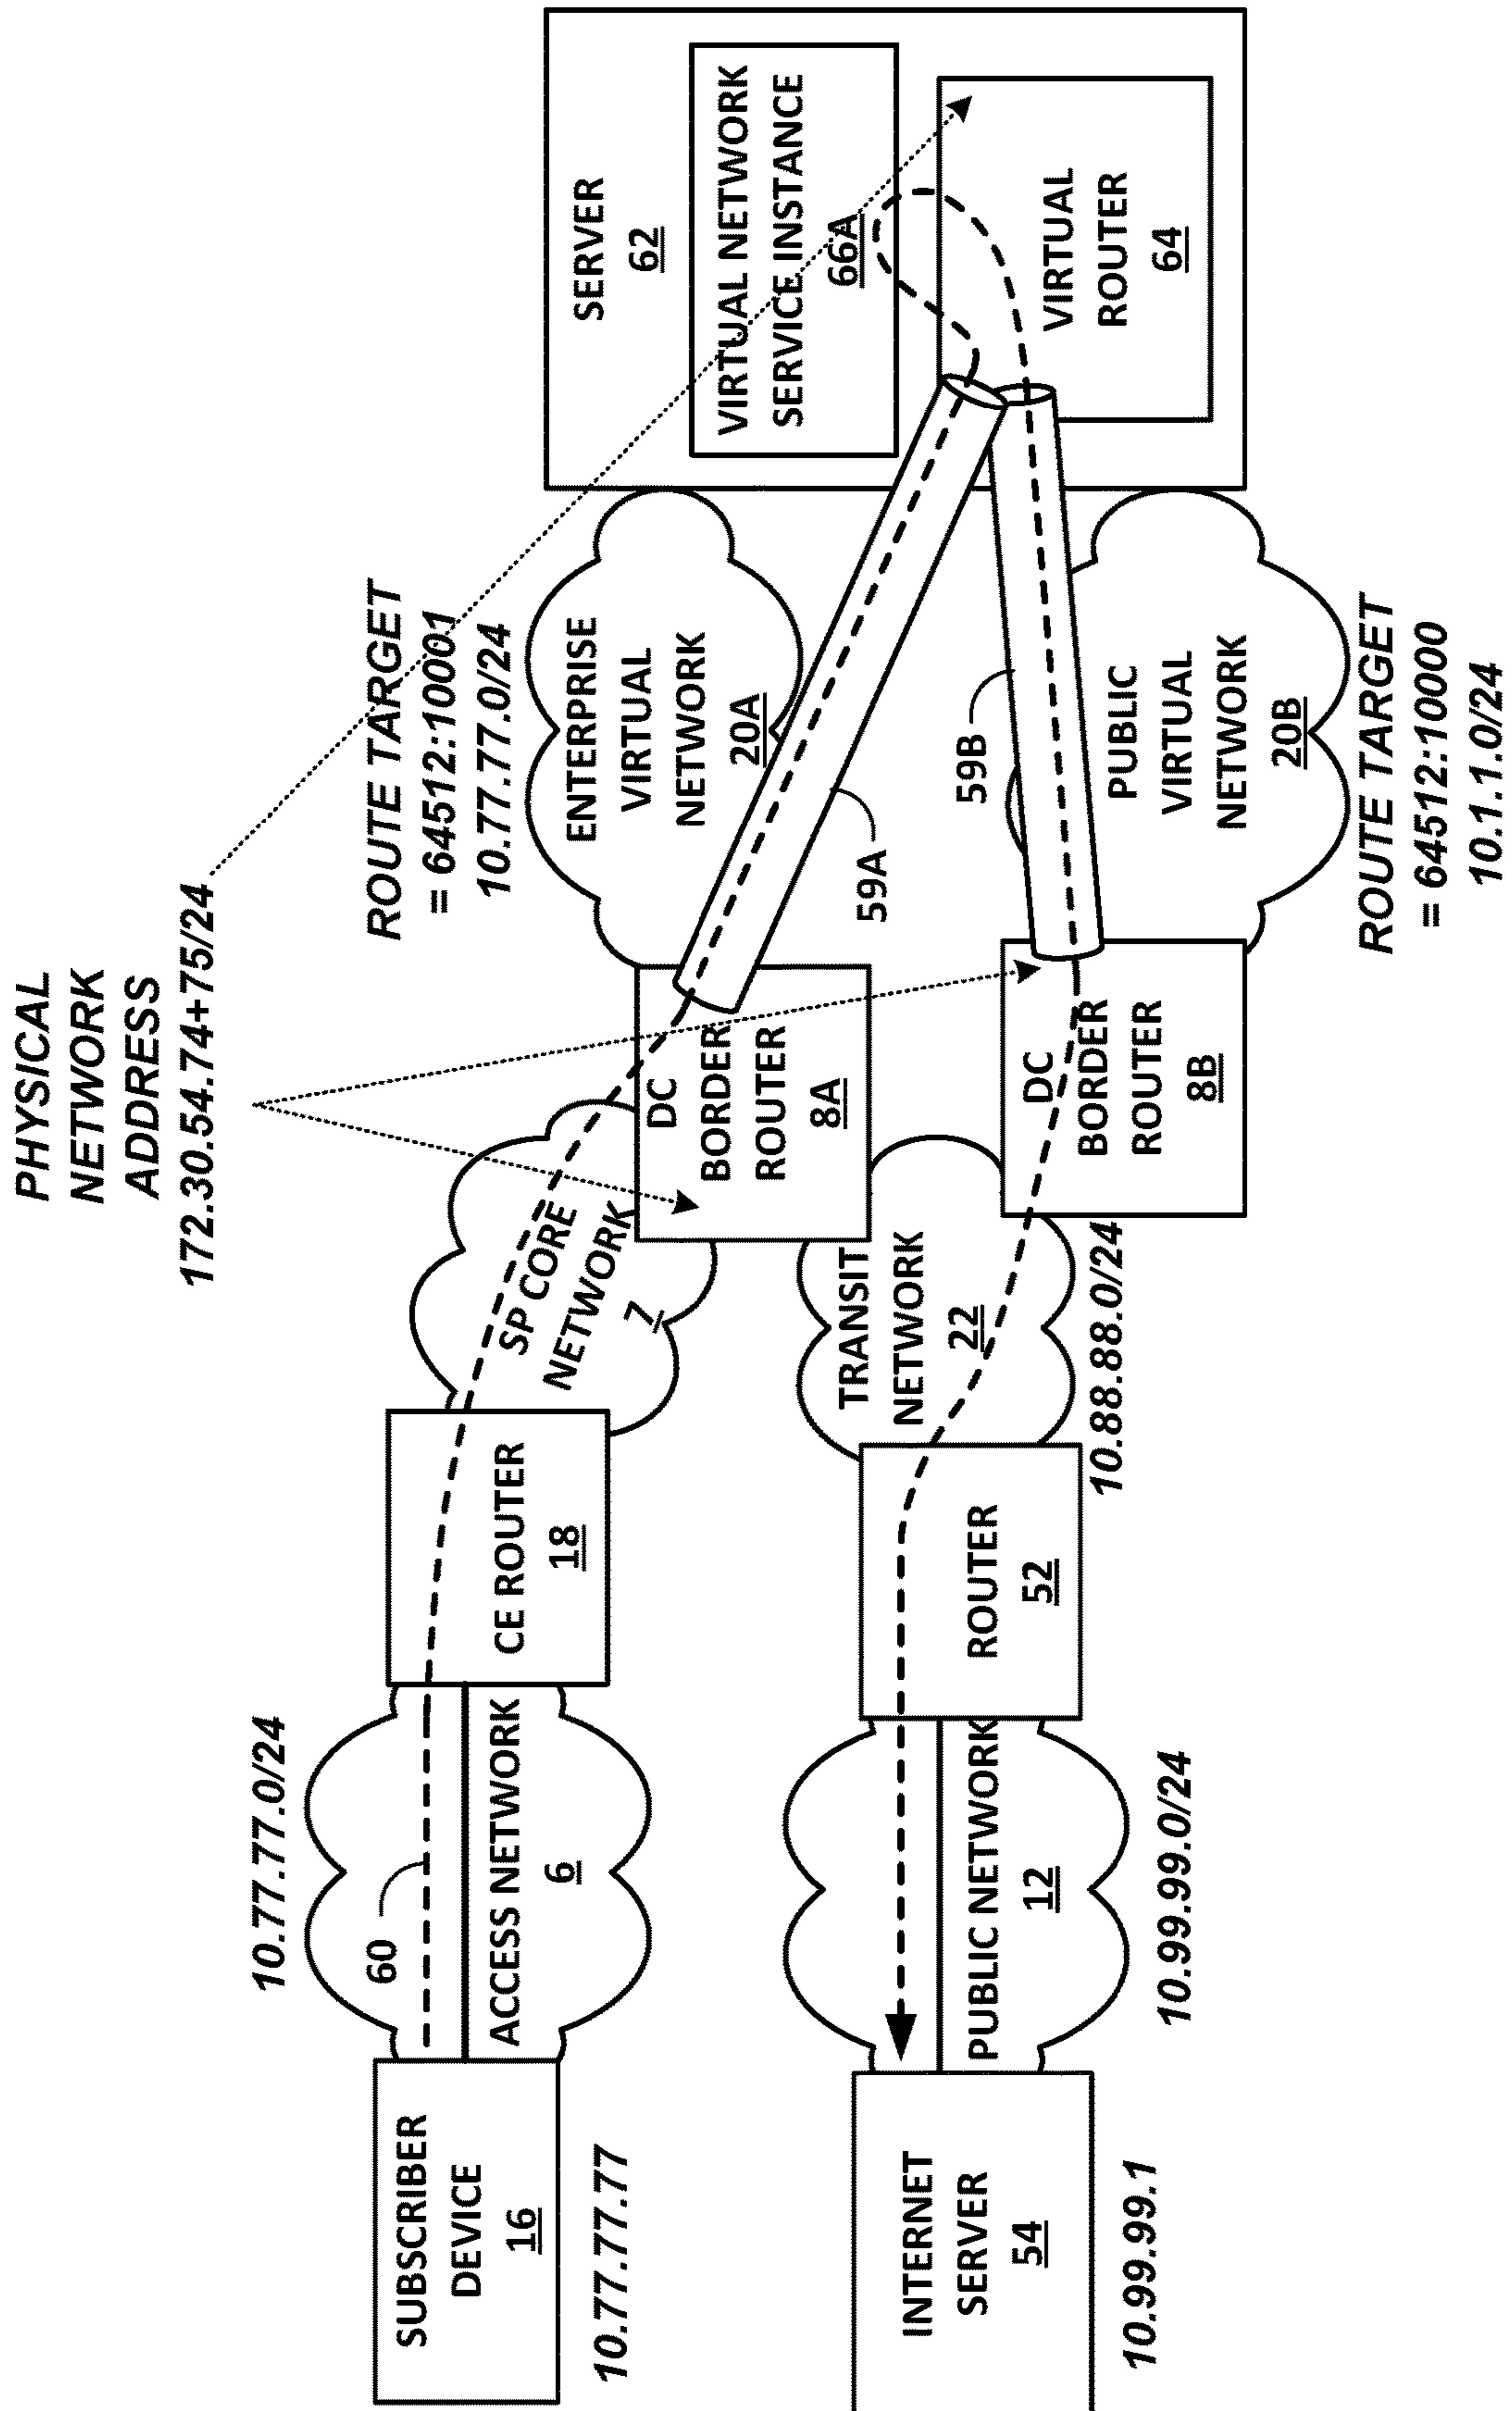 PHYSICAL
NETWORK
ADDRESS
172.30.54.74+75/24
10.77.77.0/24
60
SUBSCRIBER
DEVICE
16
10.77.77.77
ACCESS NETWORK
6
CE ROUTER
18
SP CORE
NETWORK
7
DC
BORDER
ROUTER
8A
ROUTE TARGET
= 64512:10001
10.77.77.0/24
ENTERPRISE
VIRTUAL
NETWORK
20A
59A
SERVER
62
VIRTUAL NETWORK
SERVICE INSTANCE
66A
VIRTUAL
ROUTER
64
INTERNET
SERVER
54
10.99.99.1
PUBLIC NETWORK
12
10.99.99.0/24
ROUTER
52
TRANSIT
NETWORK
22
10.88.88.0/24
DC
BORDER
ROUTER
8B
59B
PUBLIC
VIRTUAL
NETWORK
20B
ROUTE TARGET
= 64512:10000
10.1.1.0/24